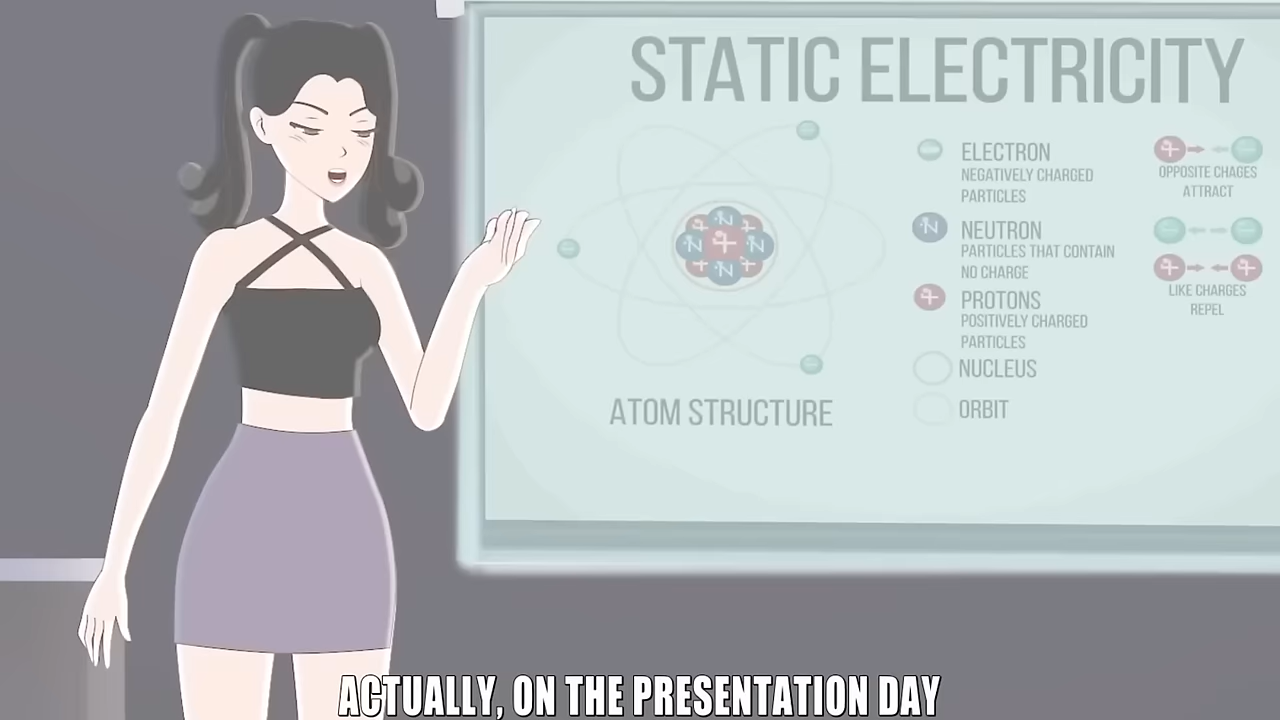 STATIC ELECTRICITY
ELECTRON
NEGATIVELY CHARGED
PARTICLES
NEUTRON
PARTICLES THAT CONTAIN
NO CHARGE
PROTONS
POSITIVELY CHARGED
PARTICLES
NUCLEUS
ORBIT
OPPOSITE CHAGES
ATTRACT
LIKE CHARGES
REPEL
N
N + N
N
N
ATOM STRUCTURE
ACTUALLY, ON THE PRESENTATION DAY